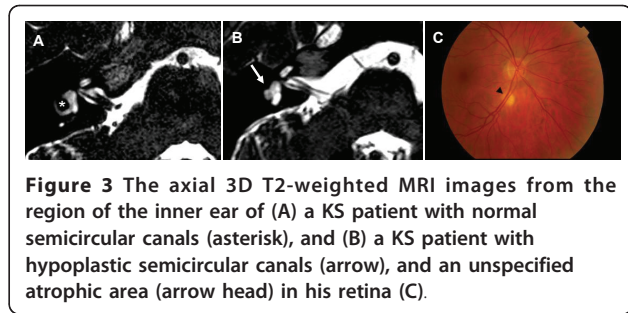 A
B
C
*
Figure 3 The axial 3D T2-weighted MRI images from the
region of the inner ear of (A) a KS patient with normal
semicircular canals (asterisk), and (B) a KS patient with
hypoplastic semicircular canals (arrow), and an unspecified
atrophic area (arrow head) in his retina (C).